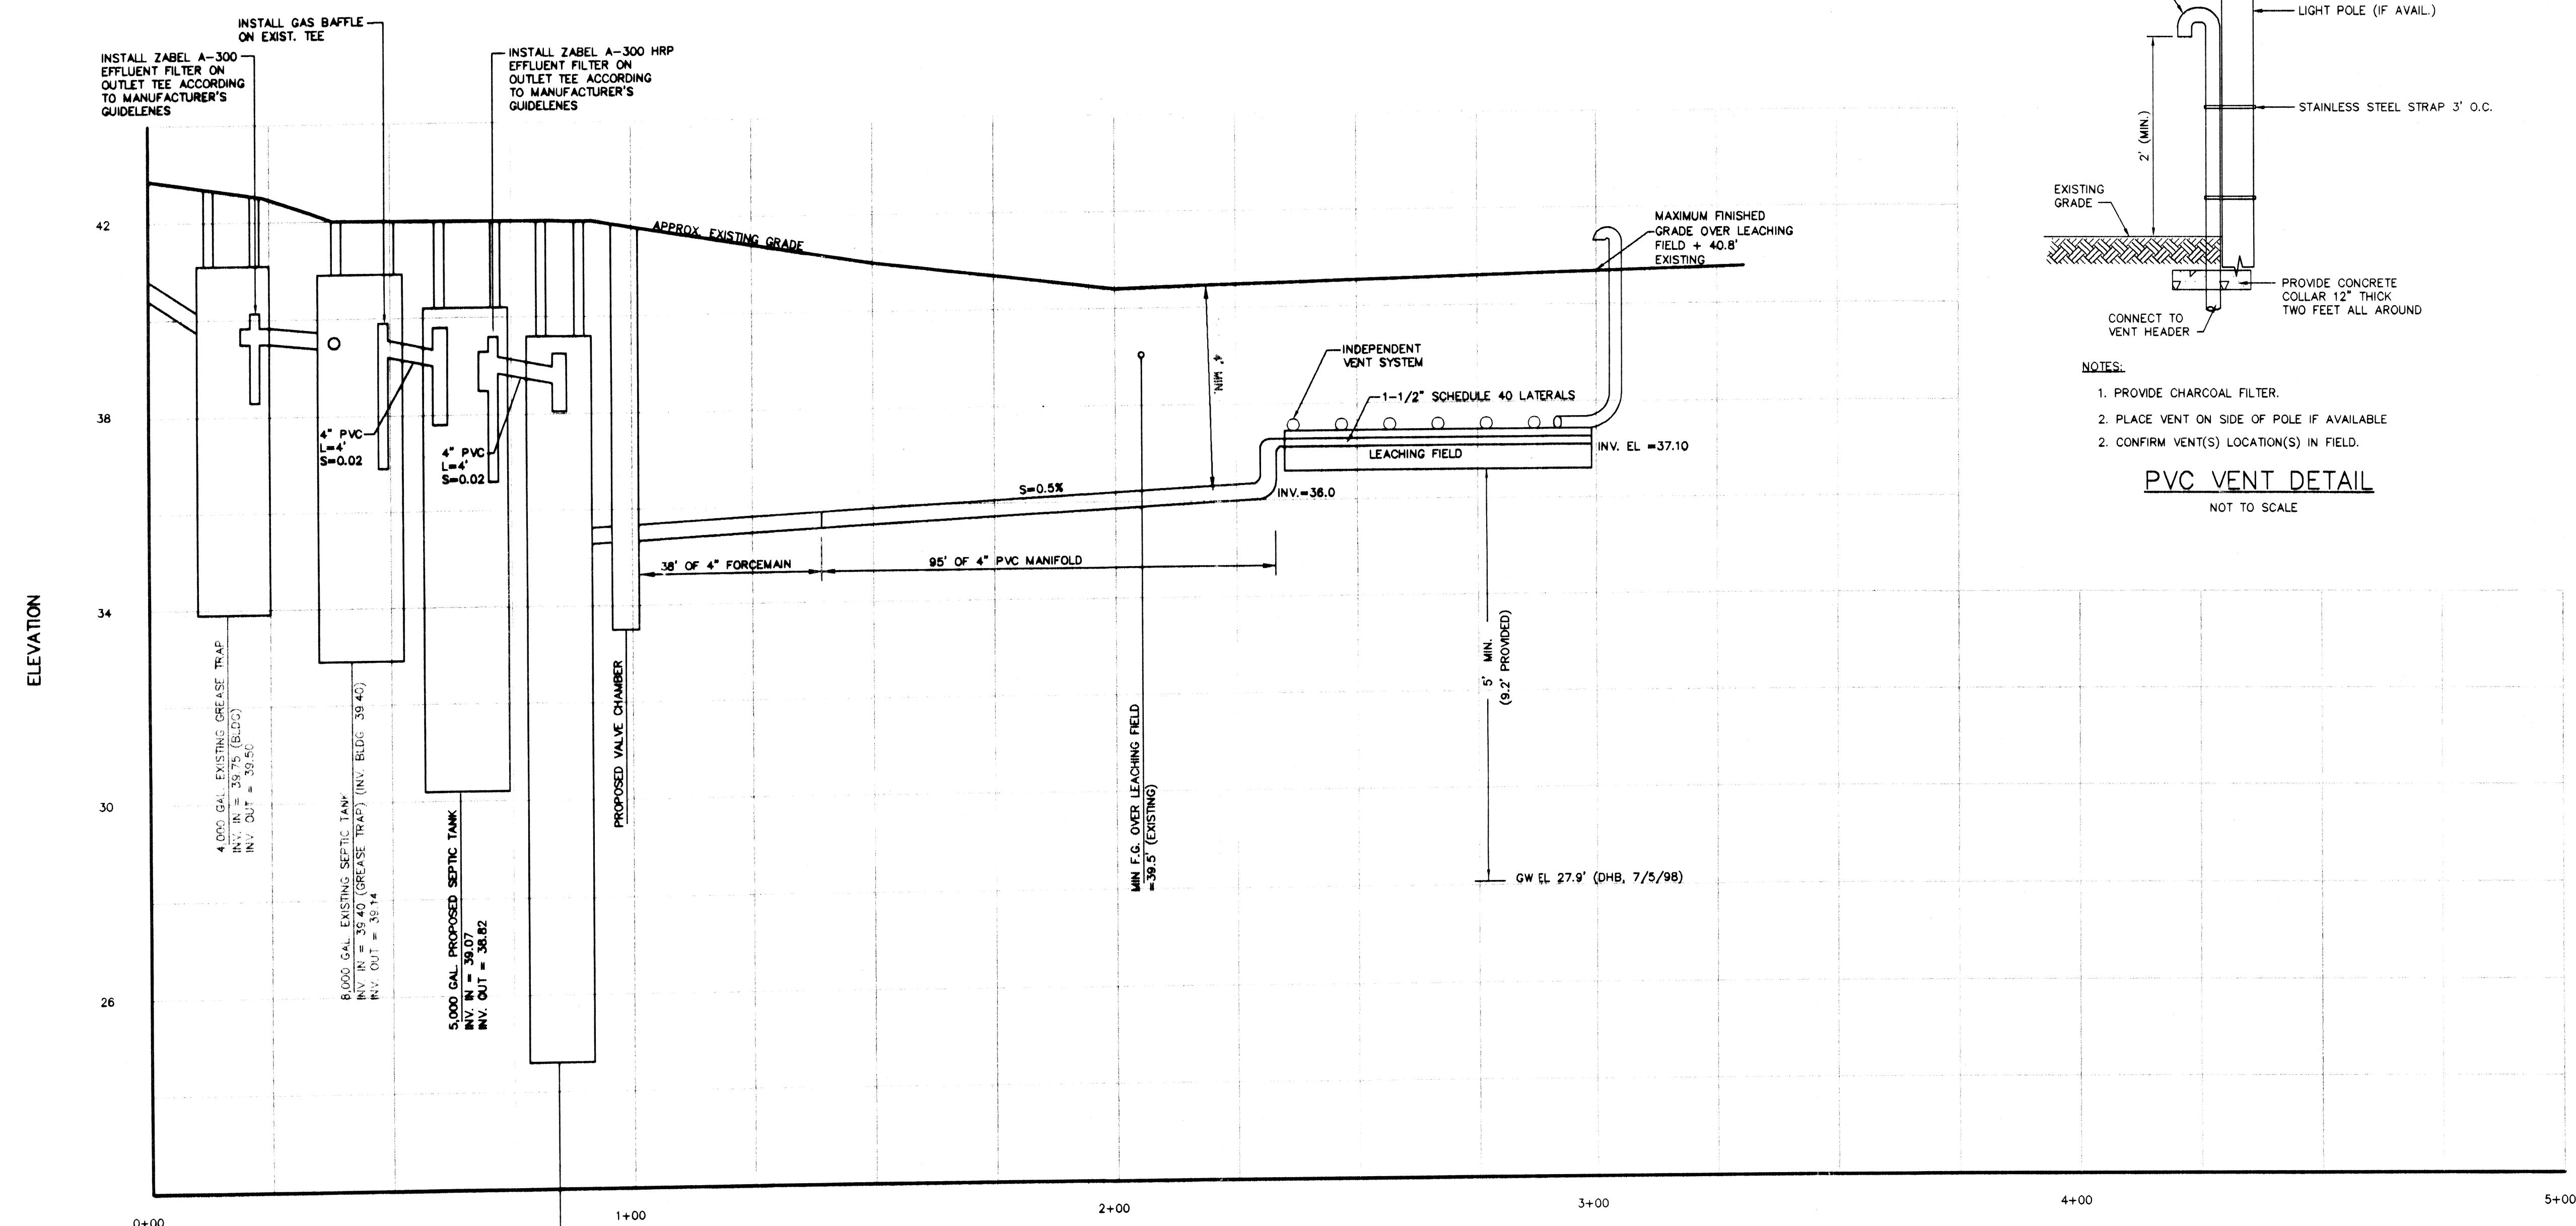 INSTALL GAS BAFFLE
ON EXIST. TEE
INSTALL ZABEL A-300
EFFLUENT FILTER ON
OUTLET TEE ACCORDING
TO MANUFACTURER'S
GUIDELENES
INSTALL ZABEL A-300 HRP
EFFLUENT FILTER ON
OUTLET TEE ACCORDING
TO MANUFACTURER'S
GUIDELENES
APPROX. EXISTING GRADE
MAXIMUM FINISHED
GRADE OVER LEACHING
FIELD + 40.8'
EXISTING
4' MIN.
INDEPENDENT
VENT SYSTEM
1-1/2" SCHEDULE 40 LATERALS
LEACHING FIELD
INV. EL =37.10
INV.=36.0
S=0.5%
4" PVC
L=4'
S=0.02
4" PVC
L=4'
S=0.02
38' OF 4" FORCEMAIN
95' OF 4" PVC MANIFOLD
5' MIN.
(9.2' PROVIDED)
GW EL 27.9' (DHB, 7/5/98)
MIN F.G. OVER LEACHING FIELD
=39.5' (EXISTING)
PROPOSED VALVE CHAMBER
4,000 GAL. EXISTING GREASE TRAP
INV. IN = 39.75 (BLDG)
INV. OUT = 39.50
8,000 GAL. EXISTING SEPTIC TANK
INV IN = 39.40 (GREASE TRAP) (INV. BLDG 39.40)
INV. OUT = 39.14
5,000 GAL. PROPOSED SEPTIC TANK
INV. IN = 39.07
INV. OUT = 38.82
ELEVATION
42
38
34
30
26
0+00
1+00
2+00
3+00
4+00
5+00
LIGHT POLE (IF AVAIL.)
STAINLESS STEEL STRAP 3' O.C.
2' (MIN.)
EXISTING
GRADE
PROVIDE CONCRETE
COLLAR 12" THICK
TWO FEET ALL AROUND
CONNECT TO
VENT HEADER
NOTES:
1. PROVIDE CHARCOAL FILTER.
2. PLACE VENT ON SIDE OF POLE IF AVAILABLE
2. CONFIRM VENT(S) LOCATION(S) IN FIELD.
PVC VENT DETAIL
NOT TO SCALE